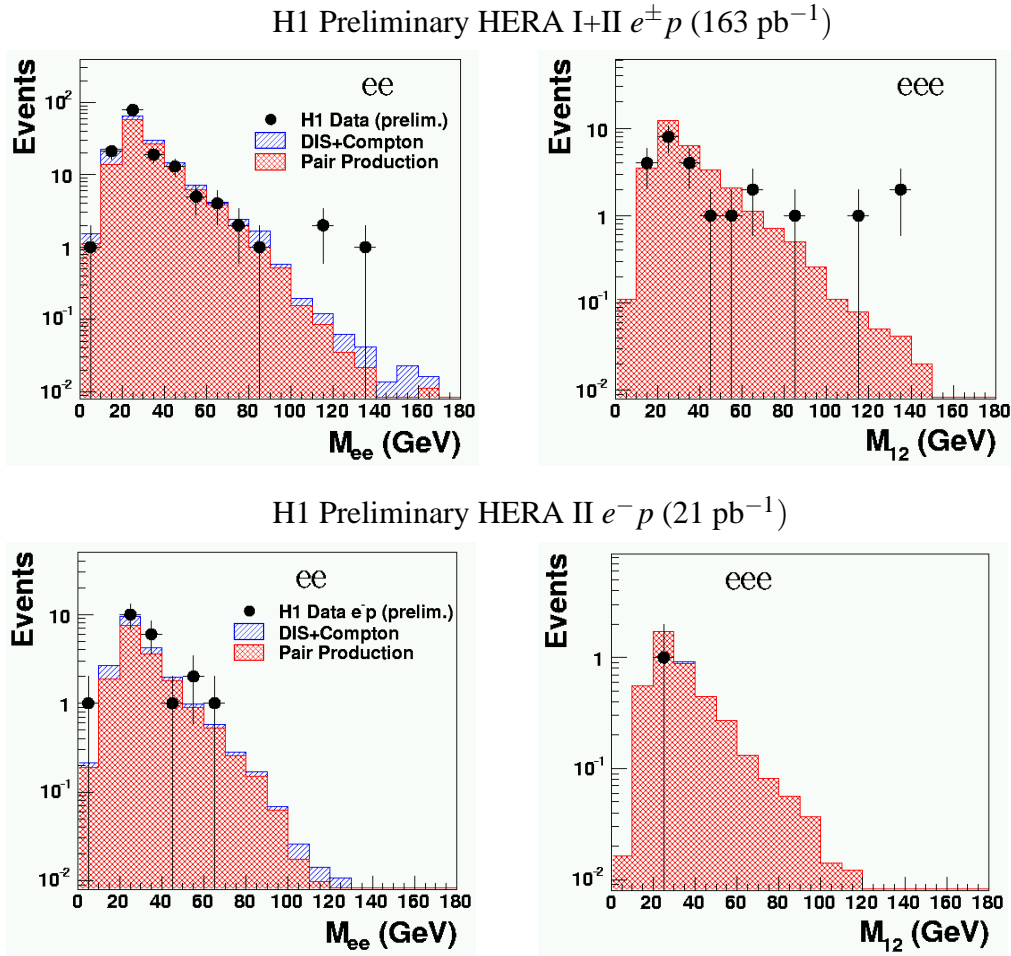 H1 Preliminary HERA I+II e±p (163 pb−1)
Events
ee
H1 Data (prelim.)
DIS+Compton
Pair Production
10²
10
1
10⁻¹
10⁻²
0 20 40 60 80 100 120 140 160 180
Mee (GeV)
Events
eee
10
1
10⁻¹
10⁻²
0 20 40 60 80 100 120 140 160 180
M12 (GeV)
H1 Preliminary HERA II e−p (21 pb−1)
Events
ee
H1 Data e-p (prelim.)
DIS+Compton
Pair Production
10
1
10⁻¹
10⁻²
0 20 40 60 80 100 120 140 160 180
Mee (GeV)
Events
eee
1
10⁻¹
10⁻²
0 20 40 60 80 100 120 140 160 180
M12 (GeV)